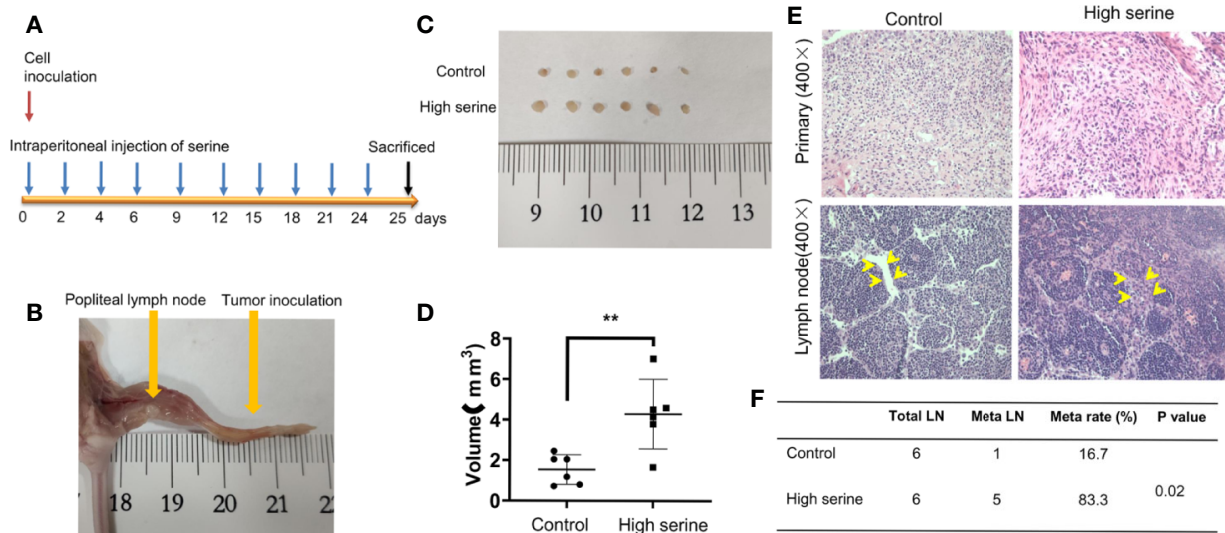 A
Cell
inoculation
Intraperitoneal injection of serine
Sacrificed
0 2 4 6 9 12 15 18 21 24 25 days
B
Popliteal lymph node
Tumor inoculation
18 19 20 21
C
Control
High serine
9 10 11 12 13
D
**
Volume( mm3
8
6
4
2
0
Control High serine
E
Control High serine
Primary (400×)
Lymph node(400×)
F
Total LN Meta LN Meta rate (%) P value
Control 6 1 16.7
0.02
High serine 6 5 83.3